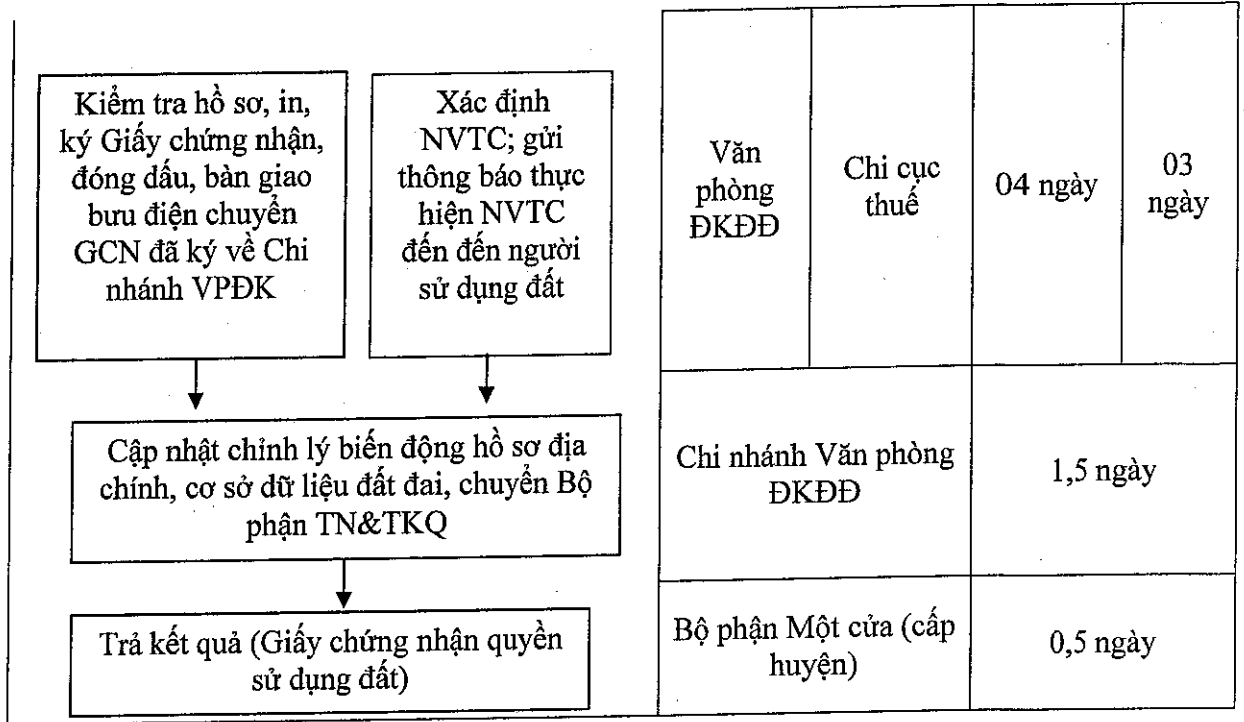 Kiểm tra hồ sơ, in,
ký Giấy chứng nhận,
đóng dấu, bàn giao
bưu điện chuyển
GCN đã ký về Chi
nhánh VPĐK
Xác định
NVTC; gửi
thông báo thực
hiện NVTC
đến đến người
sử dụng đất
Văn
phòng
ĐKĐĐ
Chi cục
thuế
04 ngày
03
ngày
Cập nhật chỉnh lý biến động hồ sơ địa
chính, cơ sở dữ liệu đất đai, chuyển Bộ
phận TN&TKQ
Chi nhánh Văn phòng
ĐKĐĐ
1,5 ngày
Trả kết quả (Giấy chứng nhận quyền
sử dụng đất)
Bộ phận Một cửa (cấp
huyện)
0,5 ngày